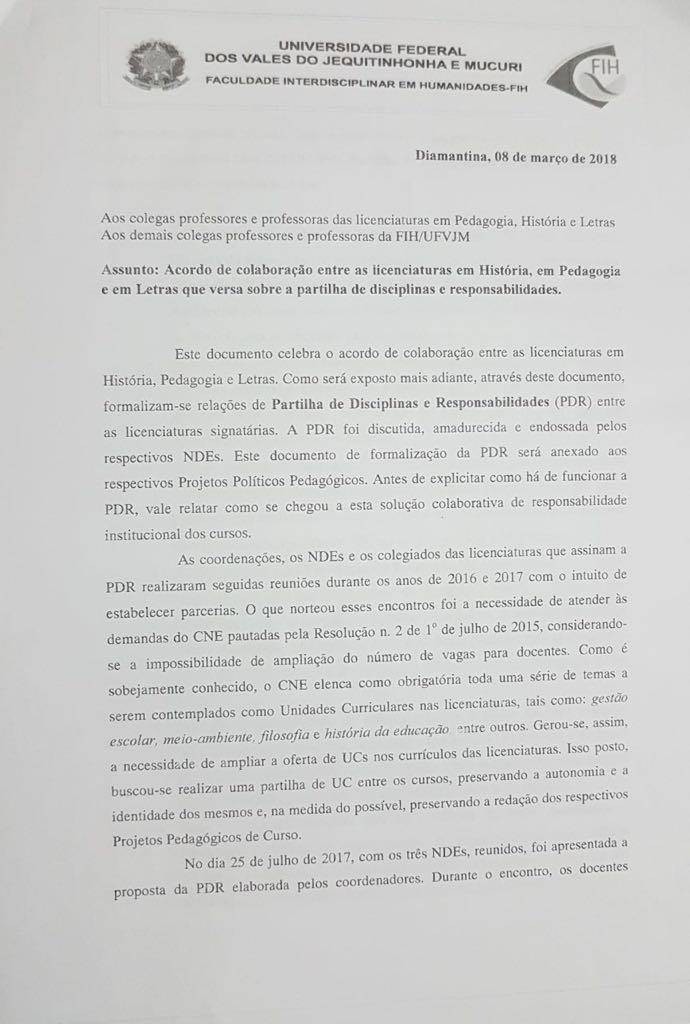 UNIVERSIDADE FEDERAL
DOS VALES DO JEQUITINHONHA E MUCURI
FACULDADE INTERDISCIPLINAR EM HUMANIDADES-FIH
FIH
Diamantina, 08 de março de 2018
Aos colegas professores e professoras das licenciaturas em Pedagogia, História e Letras
Aos demais colegas professores e professoras da FIH/UFVJM
Assunto: Acordo de colaboração entre as licenciaturas em História, em Pedagogia
e em Letras que versa sobre a partilha de disciplinas e responsabilidades.
Este documento celebra o acordo de colaboração entre as licenciaturas em
História, Pedagogia e Letras. Como será exposto mais adiante, através deste documento,
formalizam-se relações de Partilha de Disciplinas e Responsabilidades (PDR) entre
as licenciaturas signatárias. A PDR foi discutida, amadurecida e endossada pelos
respectivos NDEs. Este documento de formalização da PDR será anexado aos
respectivos Projetos Políticos Pedagógicos. Antes de explicitar como há de funcionar a
PDR, vale relatar como se chegou a esta solução colaborativa de responsabilidade
institucional dos cursos.
As coordenações, os NDEs e os colegiados das licenciaturas que assinam a
PDR realizaram seguidas reuniões durante os anos de 2016 e 2017 com o intuito de
estabelecer parcerias. O que norteou esses encontros foi a necessidade de atender às
demandas do CNE pautadas pela Resolução n. 2 de 1º de julho de 2015, considerando-
se a impossibilidade de ampliação do número de vagas para docentes. Como é
sobejamente conhecido, o CNE elenca como obrigatória toda uma série de temas a
serem contemplados como Unidades Curriculares nas licenciaturas, tais como: gestão
escolar, meio-ambiente, filosofia e história da educação, entre outros. Gerou-se, assim,
a necessidade de ampliar a oferta de UCs nos currículos das licenciaturas. Isso posto,
buscou-se realizar uma partilha de UC entre os cursos, preservando a autonomia e a
identidade dos mesmos e, na medida do possível, preservando a redação dos respectivos
Projetos Pedagógicos de Curso.
No dia 25 de julho de 2017, com os três NDEs, reunidos, foi apresentada a
proposta da PDR elaborada pelos coordenadores. Durante o encontro, os docentes